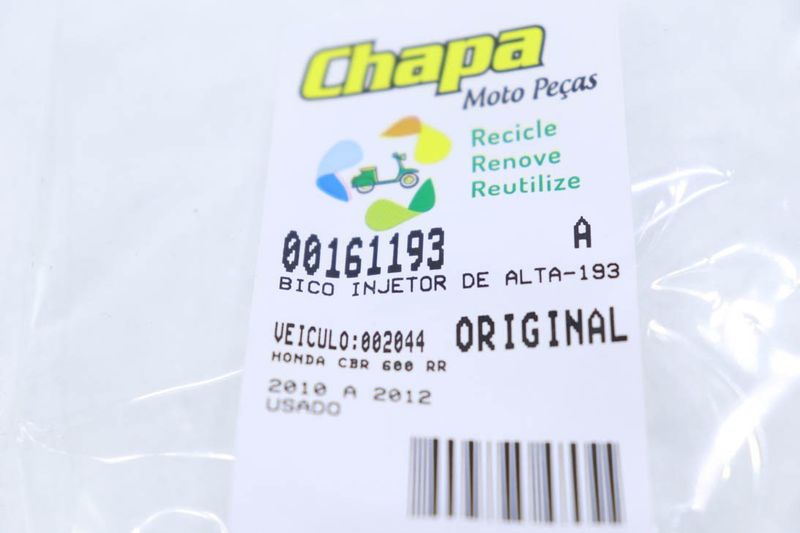 Chapa
Moto Peças
Recicle
Renove
Reutilize
00161193 A
BICO INJETOR DE ALTA-193
VEICULO:002044 ORIGINAL
HONDA CBR 600 RR
2010 A 2012
USADO